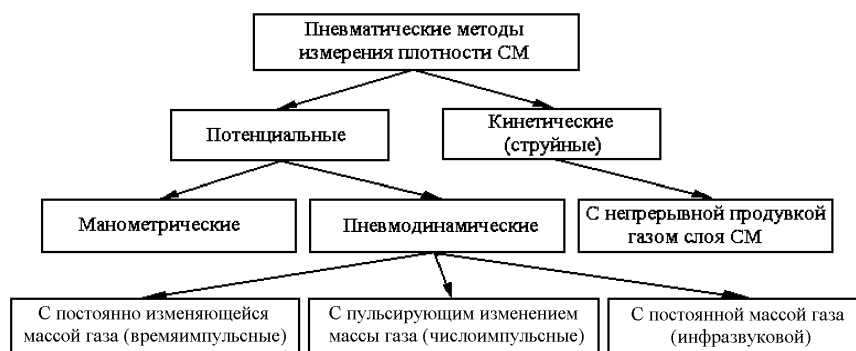 Пневматические методы
измерения плотности СМ
Потенциальные
Кинетические
(струйные)
Манометрические
Пневмодинамические
С непрерывной продувкой
газом слоя СМ
С постоянно изменяющейся
массой газа (времяимпульсные)
С пульсирующим изменением
массы газа (числоимпульсные)
С постоянной массой газа
(инфразвуковой)